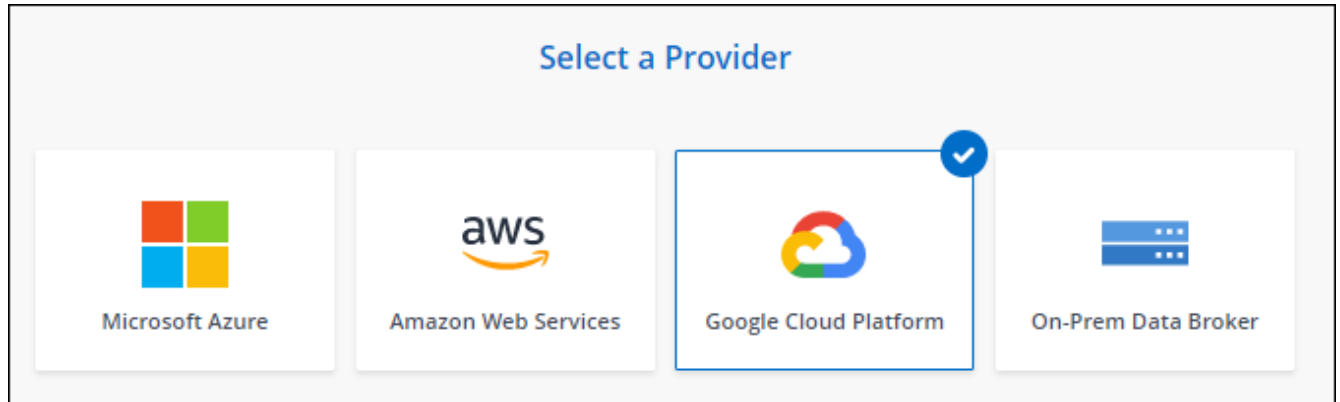 Select a Provider
aws
Microsoft Azure
Amazon Web Services
Google Cloud Platform
On-Prem Data Broker